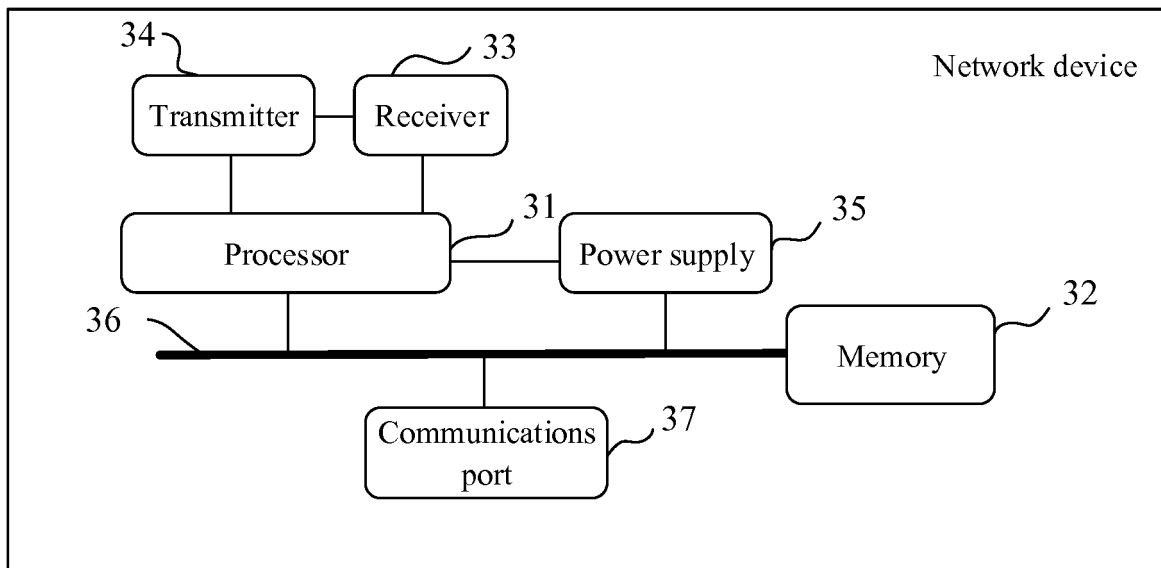 34
33
Network device
Transmitter
Receiver
31
35
Processor
Power supply
32
36
Memory
Communications
port
37